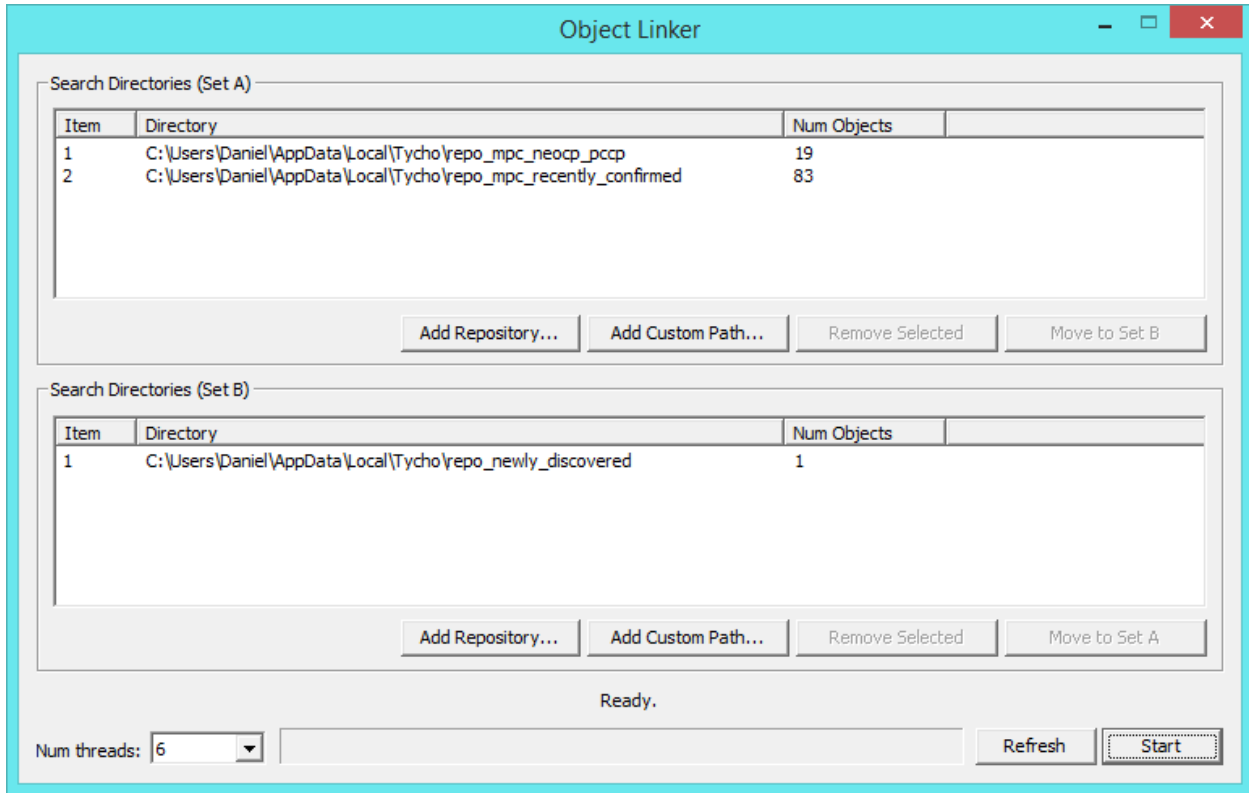 Object Linker
Search Directories (Set A)
Item Directory Num Objects
1 C:\Users\Daniel\AppData\Local\Tycho\repo_mpc_neocp_pccp 19
2 C:\Users\Daniel\AppData\Local\Tycho\repo_mpc_recently_confirmed 83
Add Repository... Add Custom Path... Remove Selected Move to Set B
Search Directories (Set B)
Item Directory Num Objects
1 C:\Users\Daniel\AppData\Local\Tycho\repo_newly_discovered 1
Add Repository... Add Custom Path... Remove Selected Move to Set A
Ready.
Num threads: 6 Refresh Start